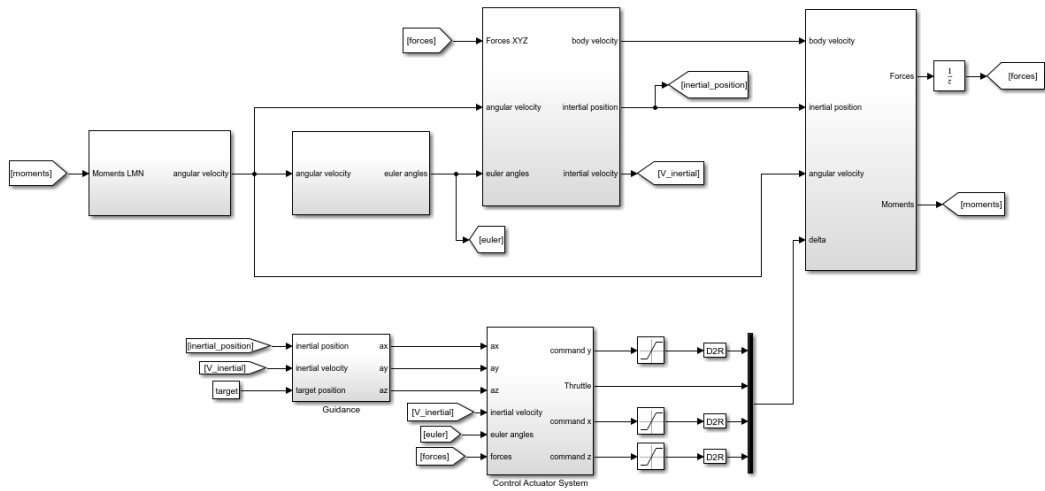 [forces]
Forces XYZ
body velocity
body velocity
Forces
1
z
[forces]
[inertial_position]
angular velocity
intertial position
inertial position
[moments]
Moments LMN
angular velocity
angular velocity
euler angles
euler angles
intertial velocity
[V_inertial]
angular velocity
Moments
[moments]
[euler]
delta
[inertial_position]
inertial position
ax
ax
command y
D2R
[V_inertial]
inertial velocity
ay
ay
Thruttle
target
target position
az
az
Guidance
[V_inertial]
inertial velocity
command x
D2R
[euler]
euler angles
[forces]
forces
command z
D2R
Control Actuator System